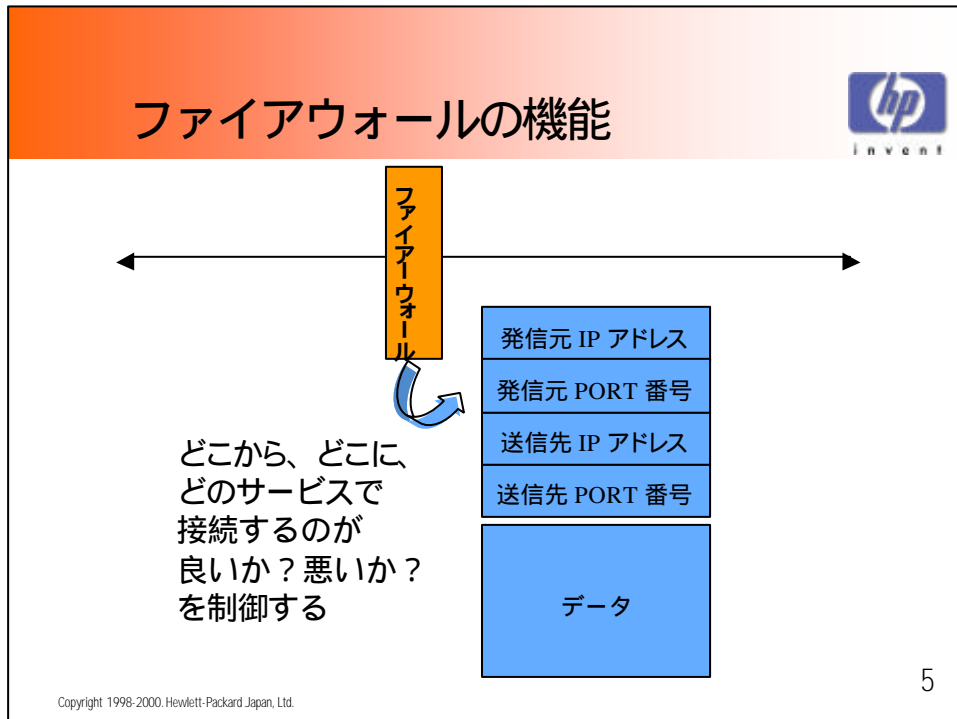 ファイアウォールの機能
hp
invent
ファイアーウォール
発信元 IP アドレス
発信元 PORT 番号
送信先 IP アドレス
送信先 PORT 番号
データ
どこから、どこに、
どのサービスで
接続するのが
良いか？悪いか？
を制御する
Copyright 1998-2000. Hewlett-Packard Japan, Ltd.
5